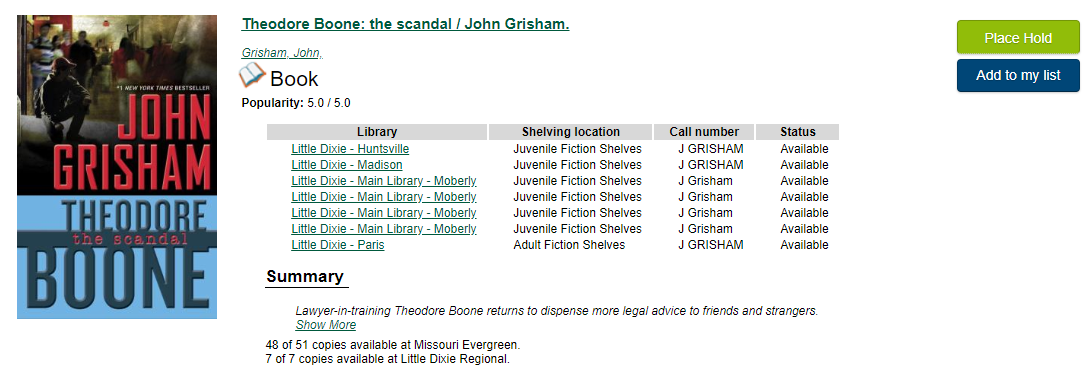 #1 NEW YORK TIMES BESTSELLER
JOHN
GRISHAM
THEODORE
the scandal
BOONE
Theodore Boone: the scandal / John Grisham.
Grisham, John,
Book
Popularity: 5.0 / 5.0
Place Hold
Add to my list
Library Shelving location Call number Status
Little Dixie - Huntsville Juvenile Fiction Shelves J GRISHAM Available
Little Dixie - Madison Juvenile Fiction Shelves J GRISHAM Available
Little Dixie - Main Library - Moberly Juvenile Fiction Shelves J Grisham Available
Little Dixie - Main Library - Moberly Juvenile Fiction Shelves J Grisham Available
Little Dixie - Main Library - Moberly Juvenile Fiction Shelves J Grisham Available
Little Dixie - Main Library - Moberly Juvenile Fiction Shelves J Grisham Available
Little Dixie - Paris Adult Fiction Shelves J GRISHAM Available
Summary
Lawyer-in-training Theodore Boone returns to dispense more legal advice to friends and strangers.
Show More
48 of 51 copies available at Missouri Evergreen.
7 of 7 copies available at Little Dixie Regional.